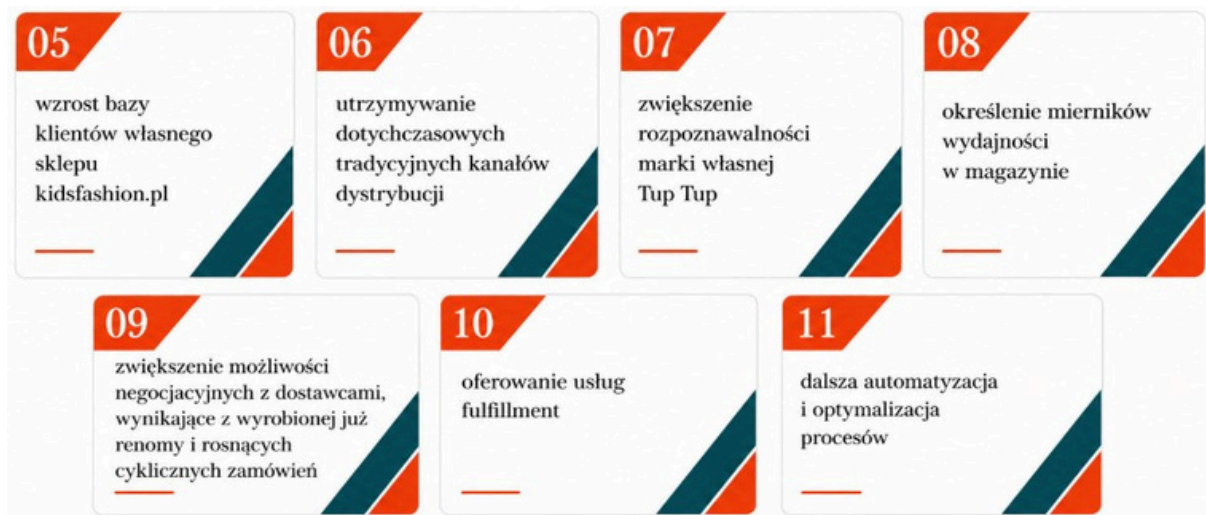 05
wzrost bazy
klientów własnego
sklepu
kidsfashion.pl
06
utrzymywanie
dotychczasowych
tradycyjnych kanałów
dystrybucji
07
zwiększenie
rozpoznawalności
marki własnej
Tup Tup
08
określenie mierników
wydajności
w magazynie
09
zwiększenie możliwości
negocjacyjnych z dostawcami,
wynikające z wyrobionej już
renomy i rosnących
cyklicznych zamówień
10
oferowanie usług
fulfillment
11
dalsza automatyzacja
i optymalizacja
procesów